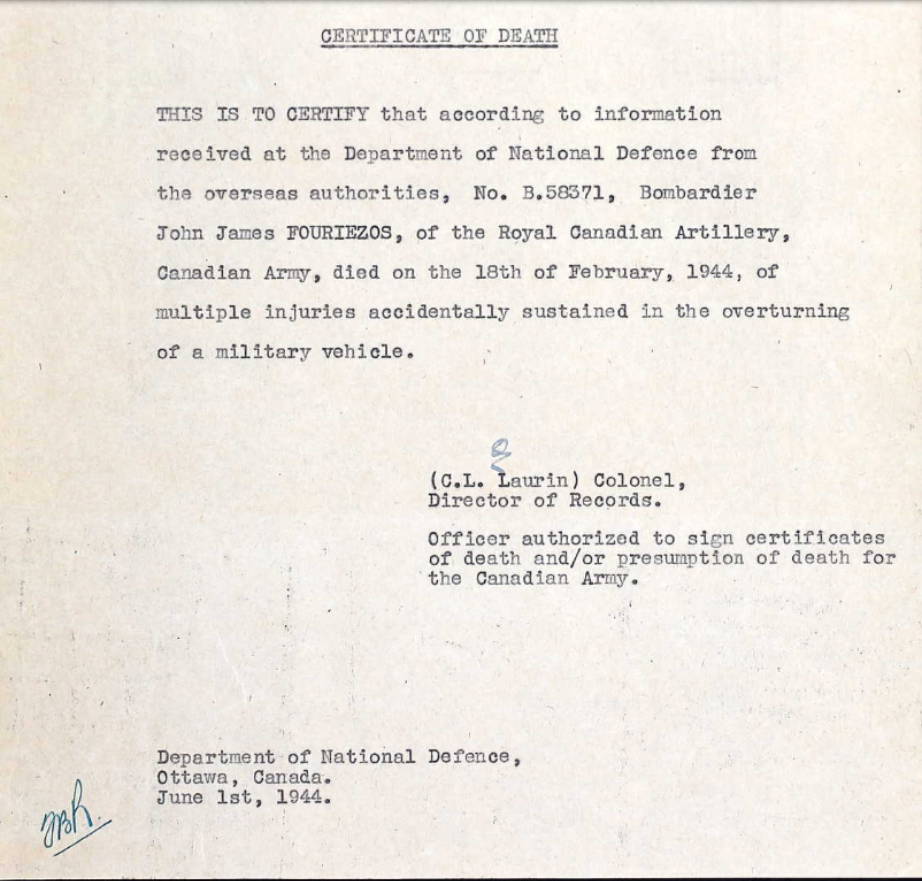 CERTIFICATE OF DEATH
THIS IS TO CERTIFY that according to information
received at the Department of National Defence from
the overseas authorities, No. B.58371, Bombardier
John James FOURIEZOS, of the Royal Canadian Artillery,
Canadian Army, died on the 18th of February, 1944, of
multiple injuries accidentally sustained in the overturning
of a military vehicle.
(C.L. Laurin) Colonel,
Director of Records.
Officer authorized to sign certificates
of death and/or presumption of death for
the Canadian Army.
Department of National Defence,
Ottawa, Canada.
June 1st, 1944.